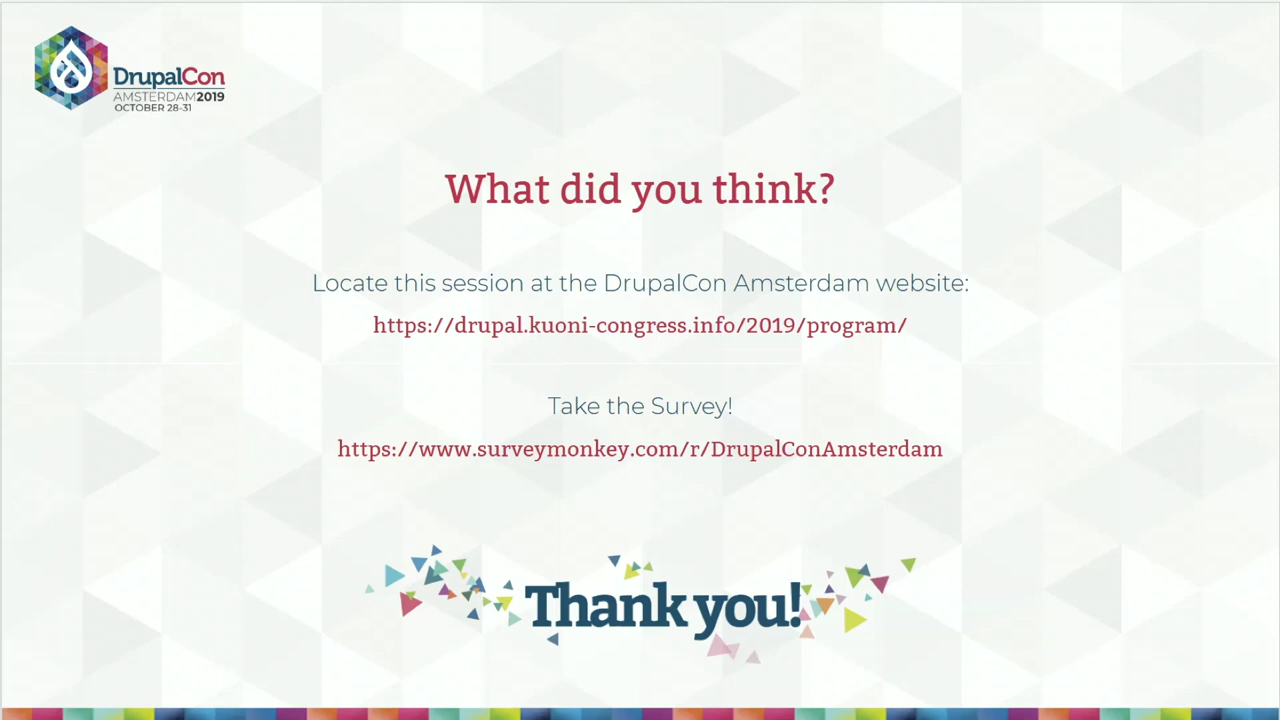 DrupalCon
AMSTERDAM2019
OCTOBER 28-31
What did you think?
Locate this session at the DrupalCon Amsterdam website:
https://drupal.kuoni-congress.info/2019/program/
Take the Survey!
https://www.surveymonkey.com/r/DrupalConAmsterdam
Thank you!